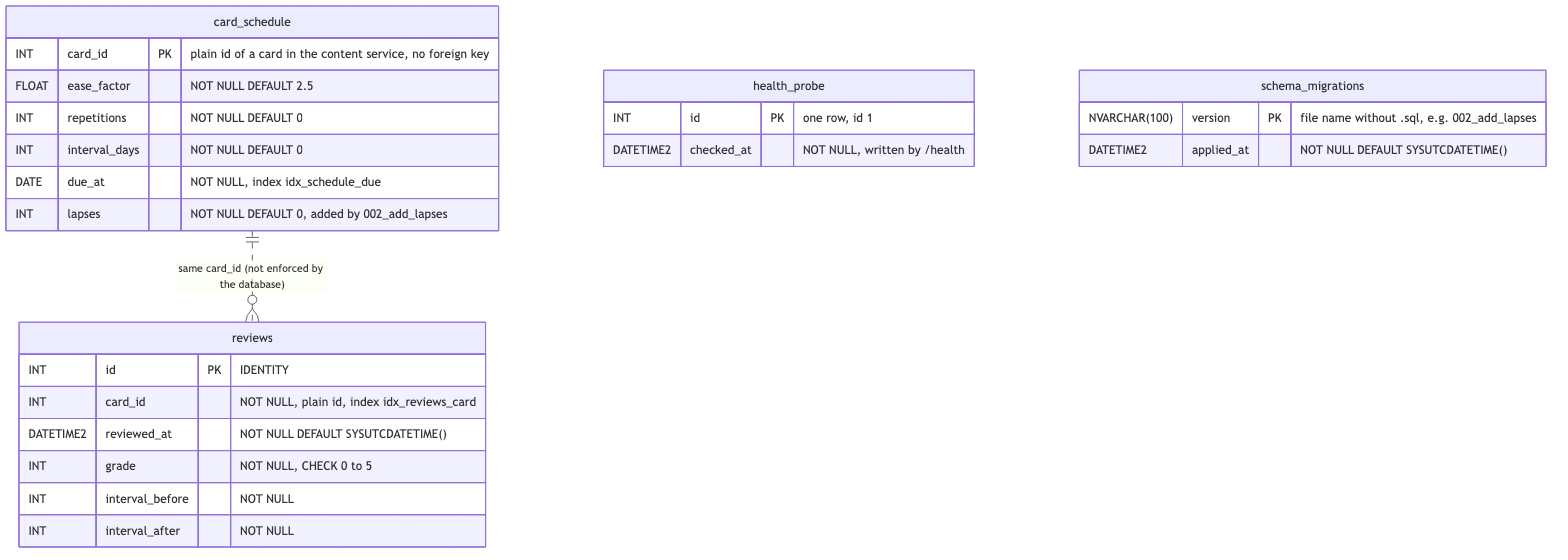 card_schedule
INT card_id PK plain id of a card in the content service, no foreign key
FLOAT ease_factor NOT NULL DEFAULT 2.5
INT repetitions NOT NULL DEFAULT 0
INT interval_days NOT NULL DEFAULT 0
DATE due_at NOT NULL, index idx_schedule_due
INT lapses NOT NULL DEFAULT 0, added by 002_add_lapses
same card_id (not enforced by
the database)
reviews
INT id PK IDENTITY
INT card_id NOT NULL, plain id, index idx_reviews_card
DATETIME2 reviewed_at NOT NULL DEFAULT SYSUTCDATETIME()
INT grade NOT NULL, CHECK 0 to 5
INT interval_before NOT NULL
INT interval_after NOT NULL
health_probe
INT id PK one row, id 1
DATETIME2 checked_at NOT NULL, written by /health
schema_migrations
NVARCHAR(100) version PK file name without .sql, e.g. 002_add_lapses
DATETIME2 applied_at NOT NULL DEFAULT SYSUTCDATETIME()